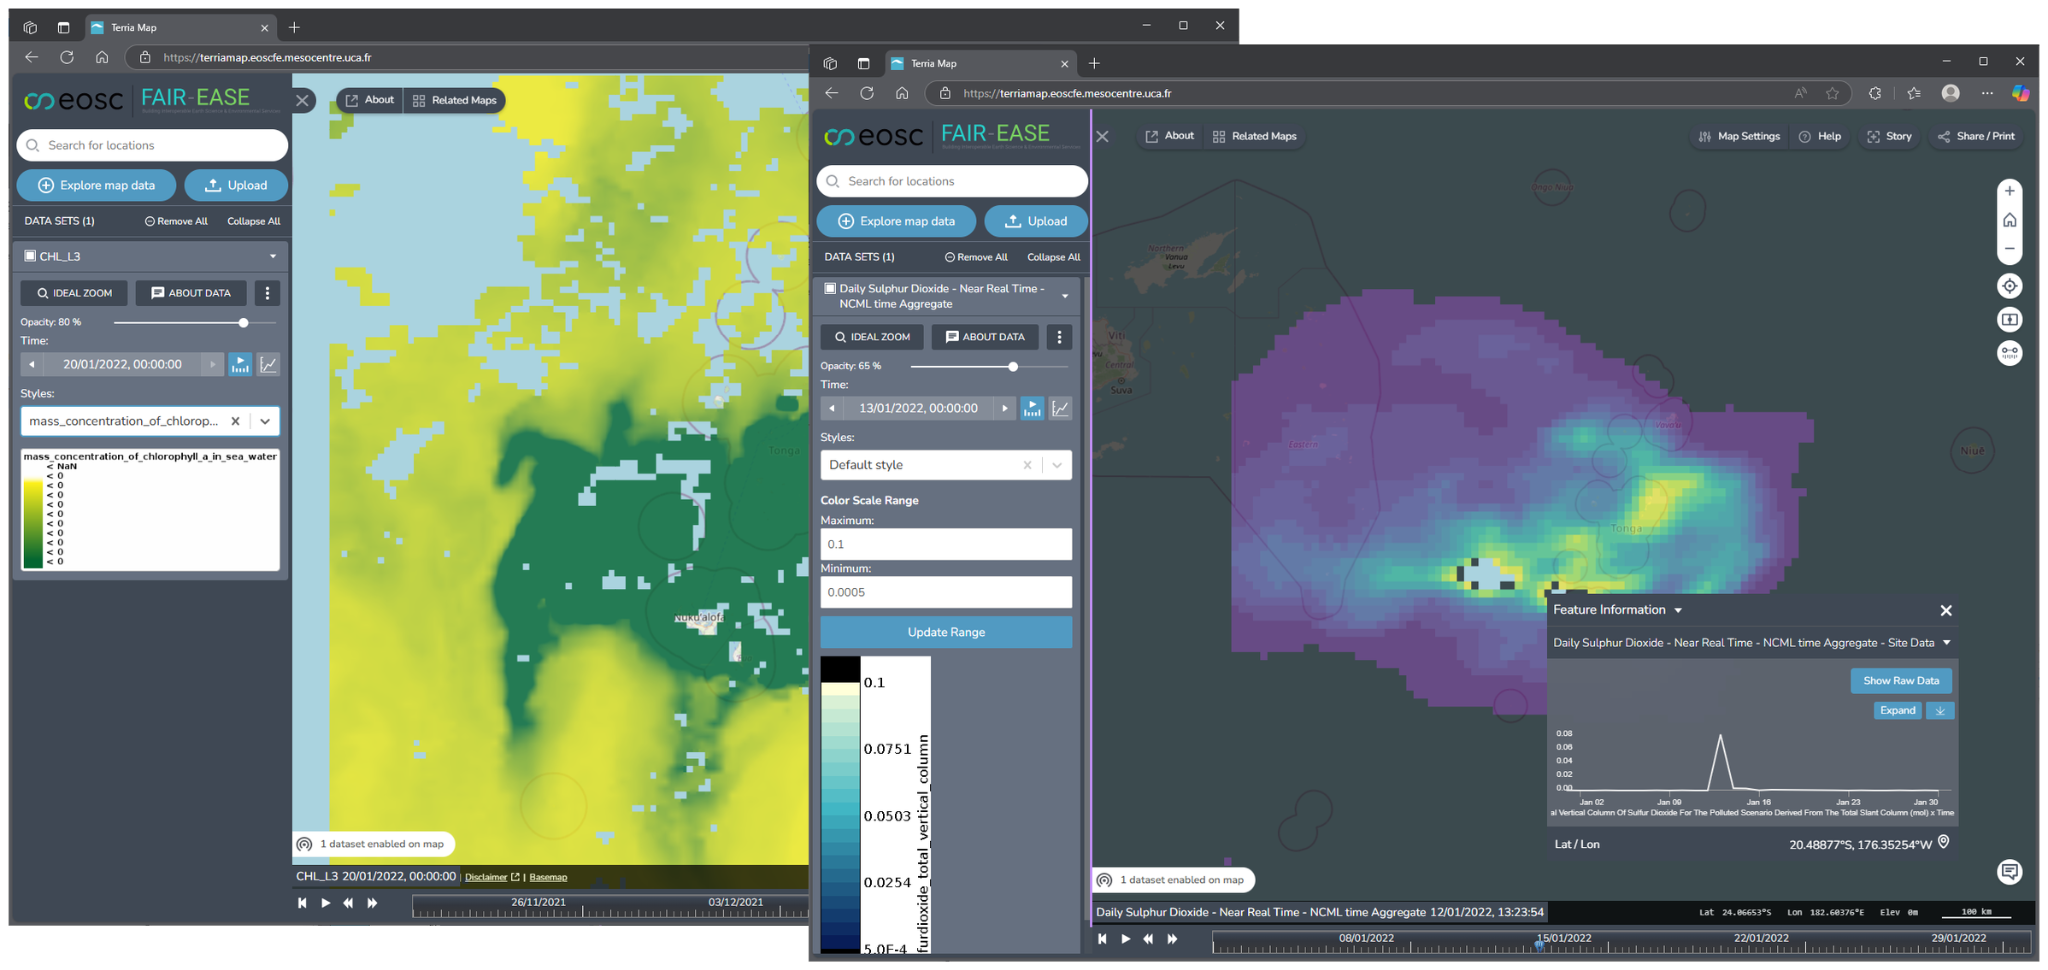 Terria Map
https://terriamap.eoscfe.mesocentre.uca.fr
eosc
FAIR-EASE
About
Related Maps
Search for locations
Explore map data
Upload
DATA SETS (1)
Remove All
Collapse All
CHL_L3
IDEAL ZOOM
ABOUT DATA
Opacity: 80 %
Time:
20/01/2022, 00:00:00
Styles:
mass_concentration_of_chlorop...
mass_concentration_of_chlorophyll_a_in_sea_water
< NaN
< 0
< 0
< 0
< 0
< 0
< 0
< 0
< 0
< 0
< 0
Tonga
Nuku'alofa
1 dataset enabled on map
CHL_L3 20/01/2022, 00:00:00
Disclaimer
|
Basemap
26/11/2021
03/12/2021
Terria Map
https://terriamap.eoscfe.mesocentre.uca.fr
eosc
FAIR-EASE
Building Interoperable Earth Science & Environmental Services
About
Related Maps
Map Settings
Help
Story
Share / Print
Search for locations
Explore map data
Upload
DATA SETS (1)
Remove All
Collapse All
Daily Sulphur Dioxide - Near Real Time -
NCML time Aggregate
IDEAL ZOOM
ABOUT DATA
Opacity: 65 %
Time:
13/01/2022, 00:00:00
Styles:
Default style
Color Scale Range
Maximum:
0.1
Minimum:
0.0005
Update Range
0.1
0.0751
0.0503
0.0254
5.0E-4
furdioxide_total_vertical_column
Northern
Vanua
Levu
Viti
Central
Suva
Eastern
Vavaʻu
Tonga
Niuē
Feature Information
Daily Sulphur Dioxide - Near Real Time - NCML time Aggregate - Site Data
Show Raw Data
Expand
0.08
0.06
0.04
0.02
0.00
Jan 02
Jan 09
Jan 16
Jan 23
Jan 30
al Vertical Column Of Sulfur Dioxide For The Polluted Scenario Derived From The Total Slant Column (mol) x Time
Lat / Lon
20.48877°S, 176.35254°W
1 dataset enabled on map
Daily Sulphur Dioxide - Near Real Time - NCML time Aggregate 12/01/2022, 13:23:54
Lat 24.06653°S
Lon 182.60376°E
Elev 0m
100 km
08/01/2022
15/01/2022
22/01/2022
29/01/2022